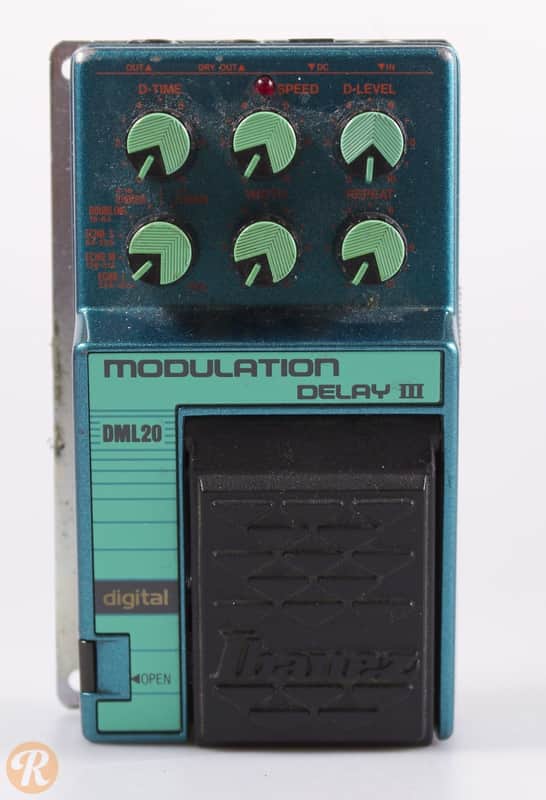 OUT▲ DRY OUT▲ ▼DC ▼IN
D-TIME SPEED D-LEVEL
WIDTH REPEAT
DOUBLING
ECHO S
ECHO M
ECHO L
MODULATION
DELAY III
DML20
digital
Ibanez
◀OPEN
R